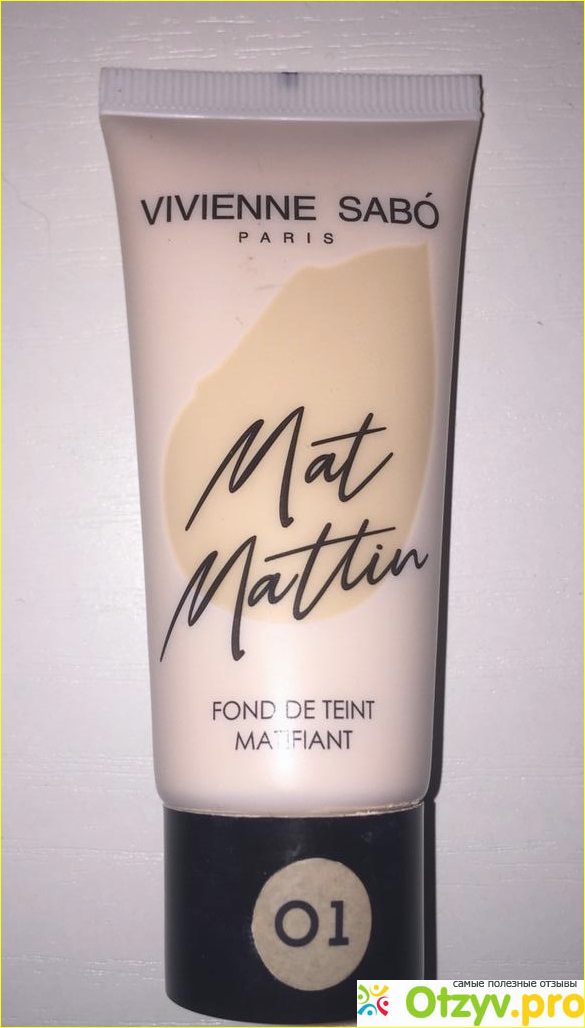 VIVIENNE SABÓ
PARIS
Mat
Mattin
FOND DE TEINT
MATIFIANT
01
самые полезные отзывы
Otzyv.pro